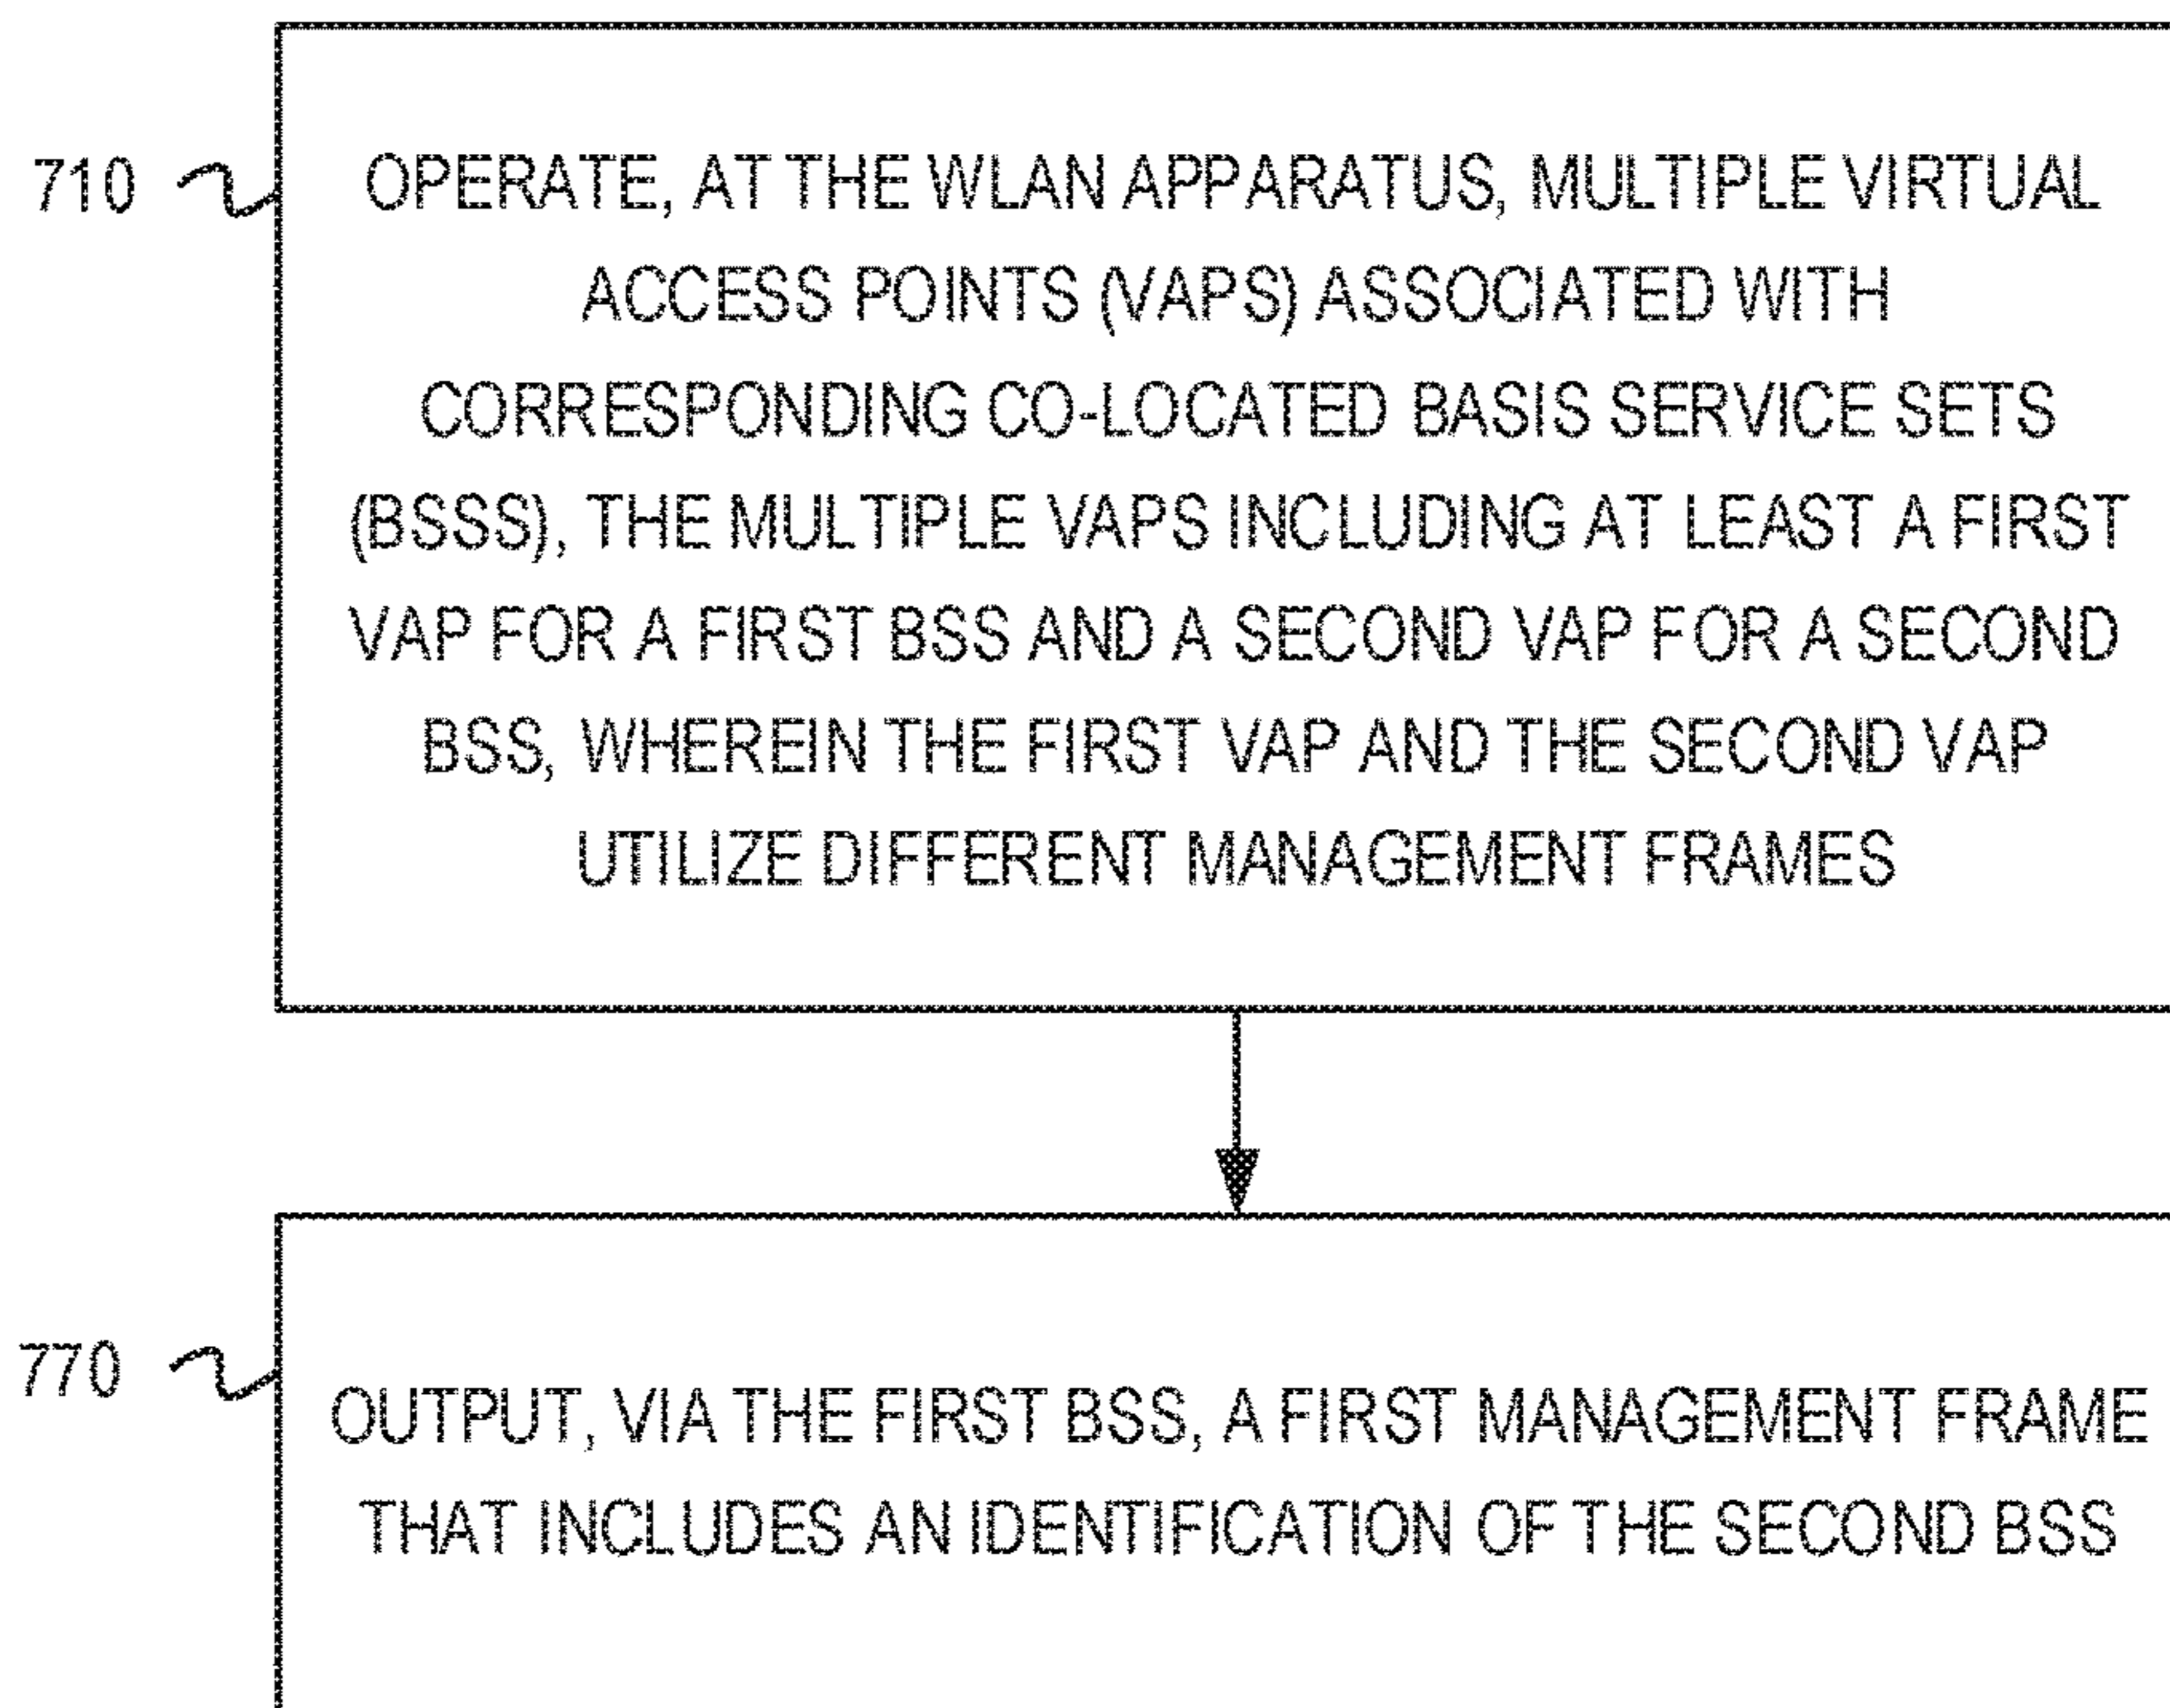 710
OPERATE, AT THE WLAN APPARATUS, MULTIPLE VIRTUAL
ACCESS POINTS (VAPS) ASSOCIATED WITH
CORRESPONDING CO-LOCATED BASIS SERVICE SETS
(BSSS), THE MULTIPLE VAPS INCLUDING AT LEAST A FIRST
VAP FOR A FIRST BSS AND A SECOND VAP FOR A SECOND
BSS, WHEREIN THE FIRST VAP AND THE SECOND VAP
UTILIZE DIFFERENT MANAGEMENT FRAMES
770
OUTPUT, VIA THE FIRST BSS, A FIRST MANAGEMENT FRAME
THAT INCLUDES AN IDENTIFICATION OF THE SECOND BSS